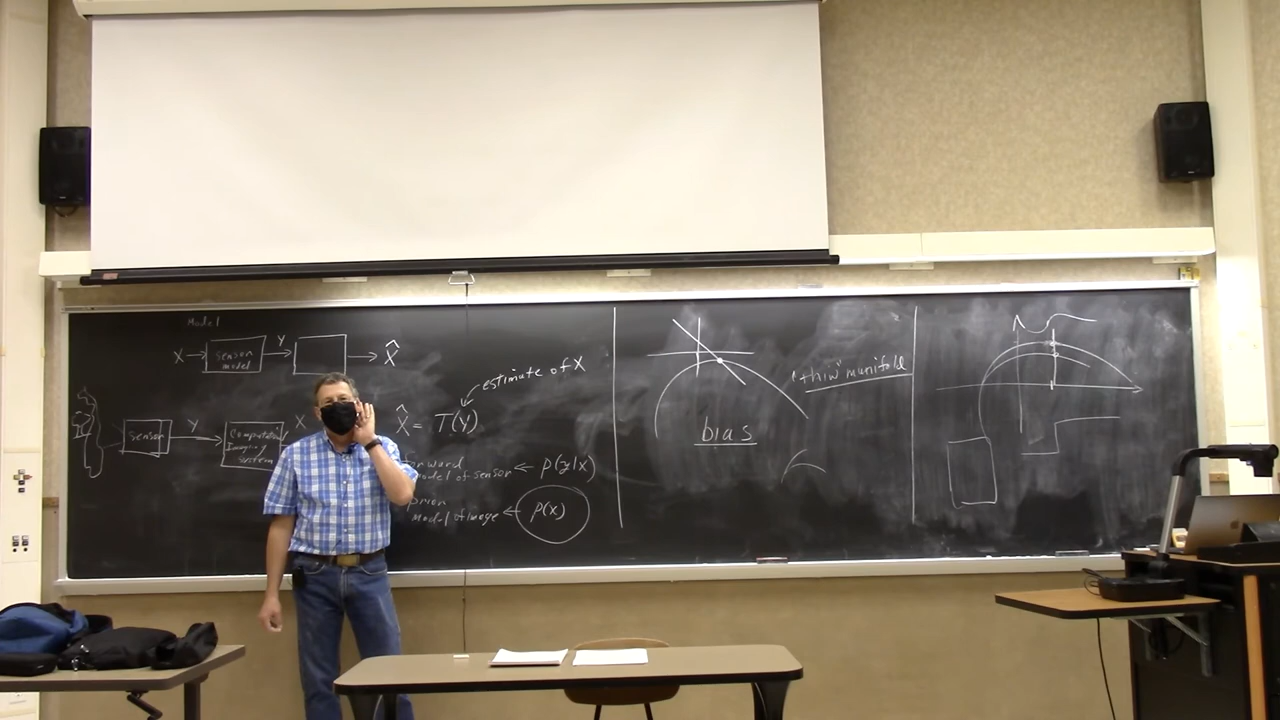 Model
X → sensor model Y → → X̂
sensor Y → Imaging system X
estimate of X
X̂ = T(Y)
forward model of sensor ← p(y|x)
prior model of image ← p(x)
bias
"thin" manifold